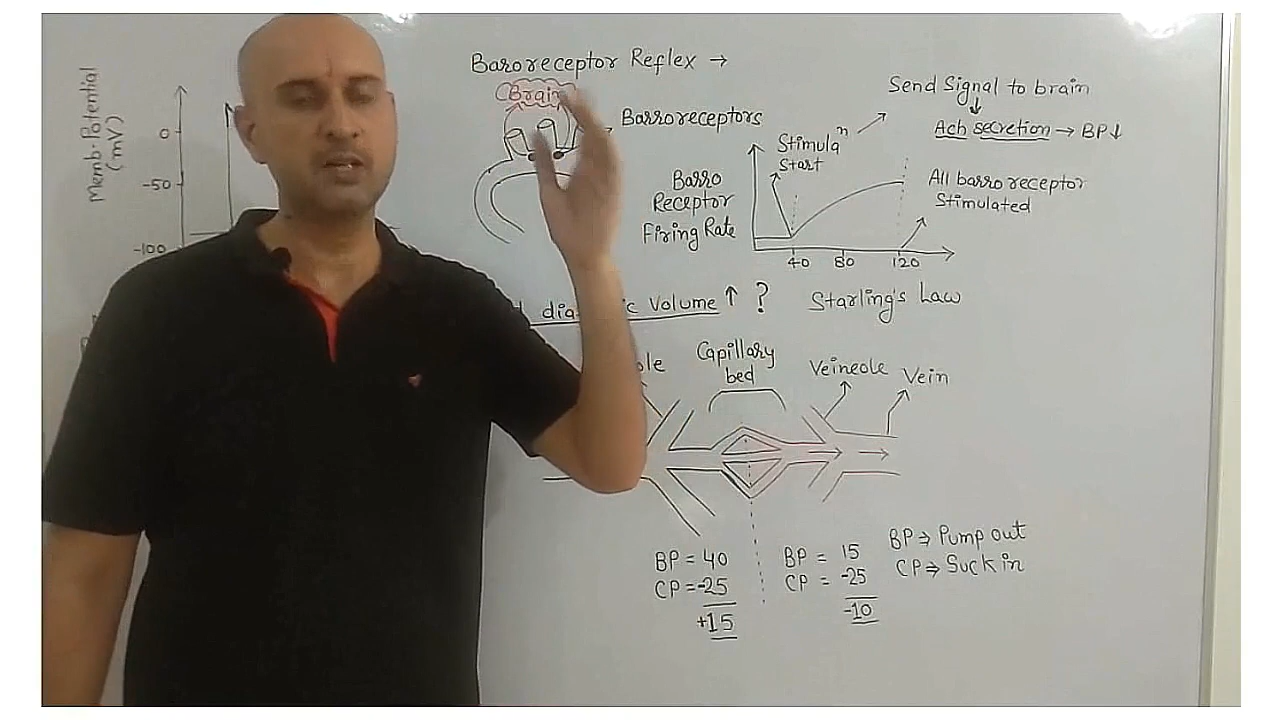 Memb·Potential
(mV)
0
-50
-100
Baroreceptor Reflex →
Brain
Barroreceptors
Send Signal to brain
Ach secretion → BP↓
Stimulaⁿ
Start
Barro
Receptor
Firing Rate
All barro receptor
Stimulated
40 80 120
Volume ↑ ? Starling's Law
Capillary
bed
Veineole
Vein
BP = 40
CP = -25
+15
BP = 15
CP = -25
-10
BP ⇒ Pump out
CP ⇒ Suck in